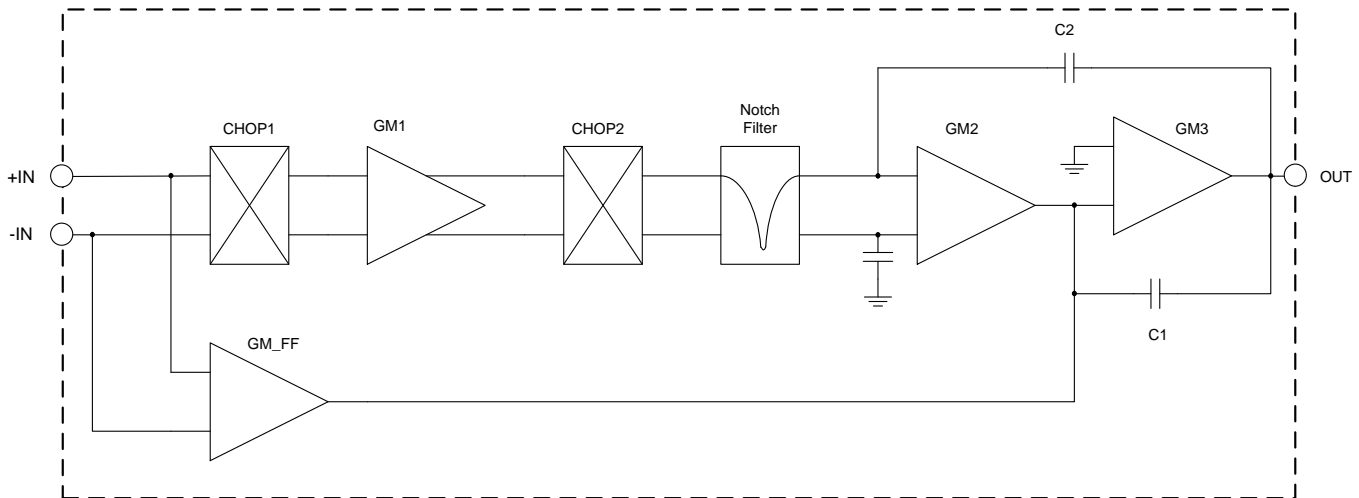 C2
Notch
Filter
CHOP1
GM1
CHOP2
GM2
GM3
+IN
OUT
-IN
C1
GM_FF